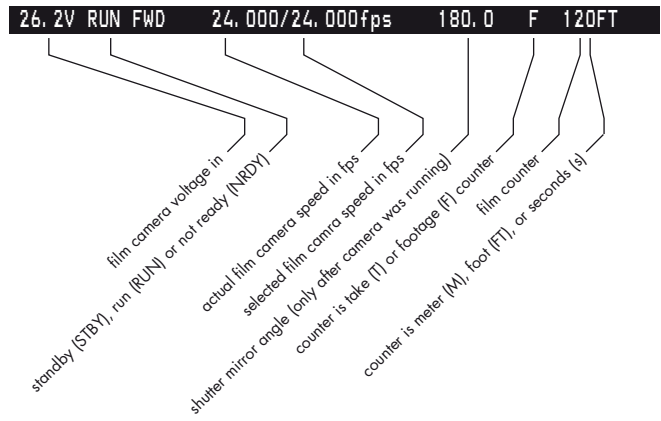 26.2V RUN FWD 24.000/24.000fps 180.0 F 120FT
film camera voltage in
standby (STBY), run (RUN) or not ready (NRDY)
actual film camera speed in fps
selected film camra speed in fps
shutter mirror angle (only after camera was running)
counter is take (T) or footage (F) counter
film counter
counter is meter (M), foot (FT), or seconds (s)